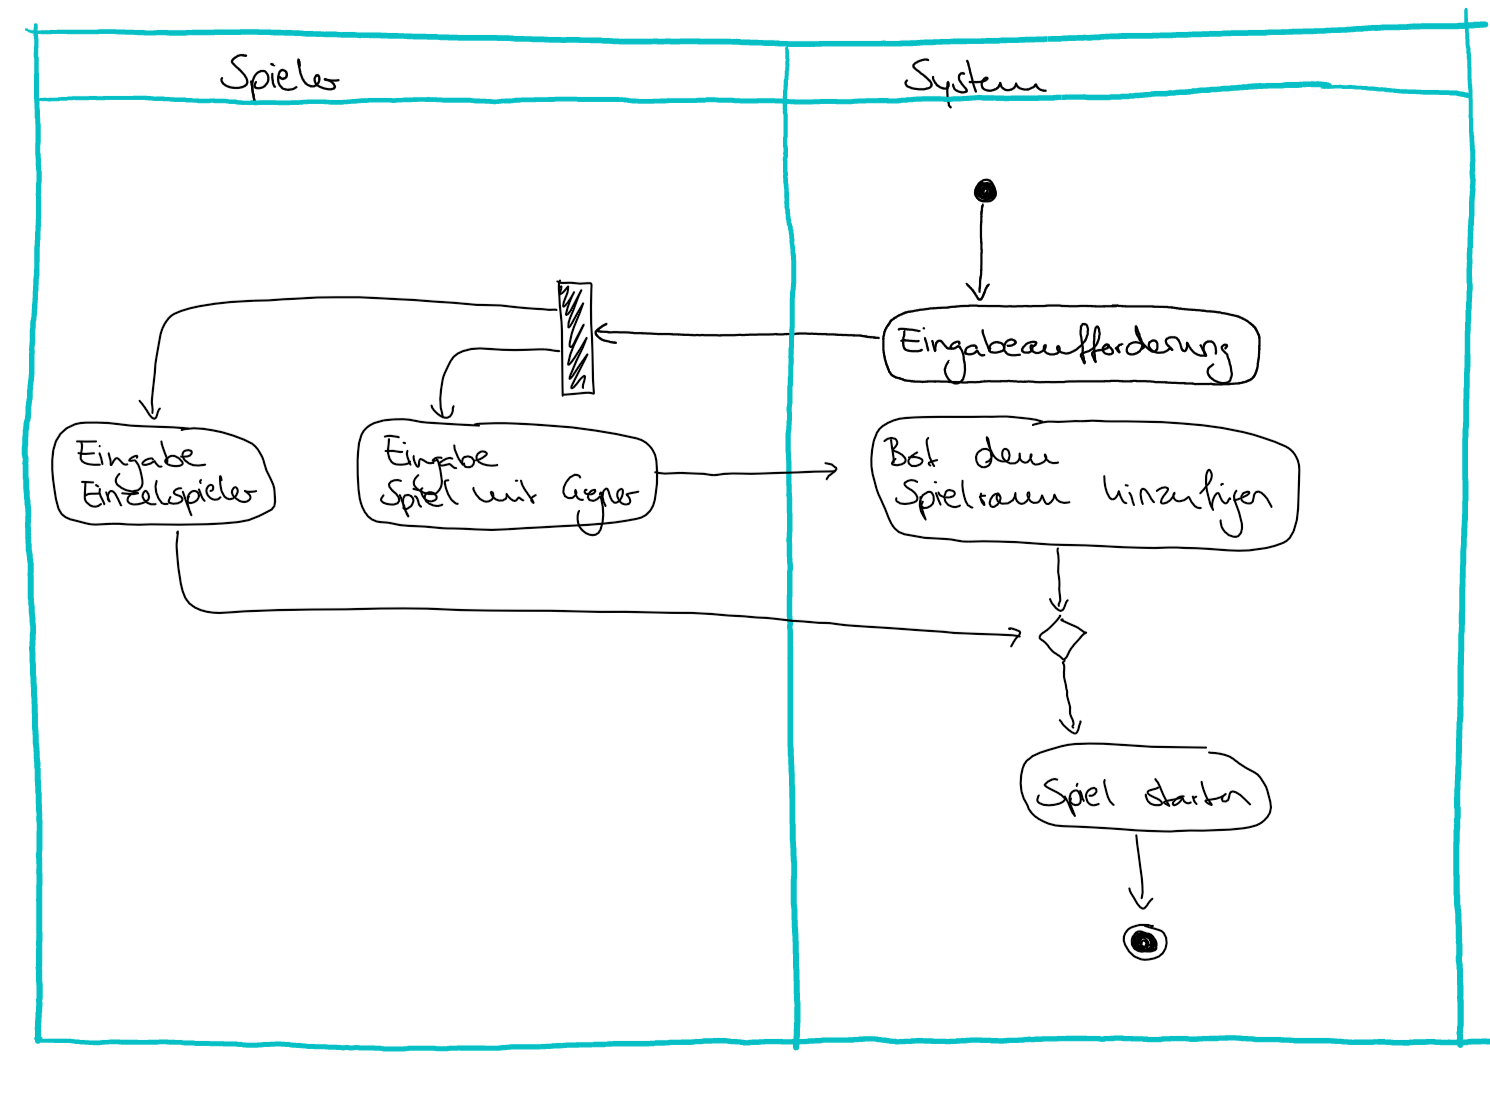 Spieler
System
Eingabeaufforderung
Eingabe
Einzelspieler
Eingabe
Spiel mit Gegner
Bot dem
Spielraum hinzufügen
Spiel starten